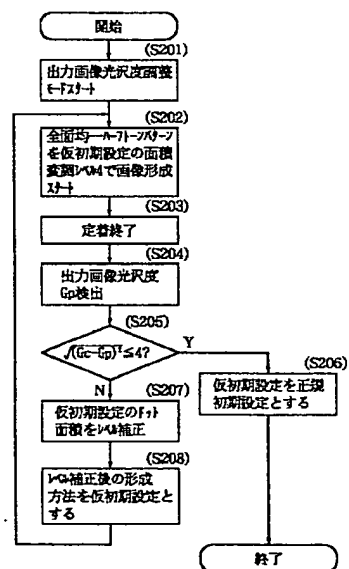 開始
(S201)
出力画像光沢度調整
モードスタート
(S202)
全面均一ハーフトーンパターン
を仮初期設定の面積
変調レベル4で画像形成
スタート
(S203)
定着終了
(S204)
出力画像光沢度
Gp検出
(S205)
√(Gc-Gp)²≦4?
Y
(S206)
仮初期設定を正規
初期設定とする
N
(S207)
仮初期設定のドット
面積をレベル補正
(S208)
レベル補正後の形成
方法を仮初期設定と
する
終了